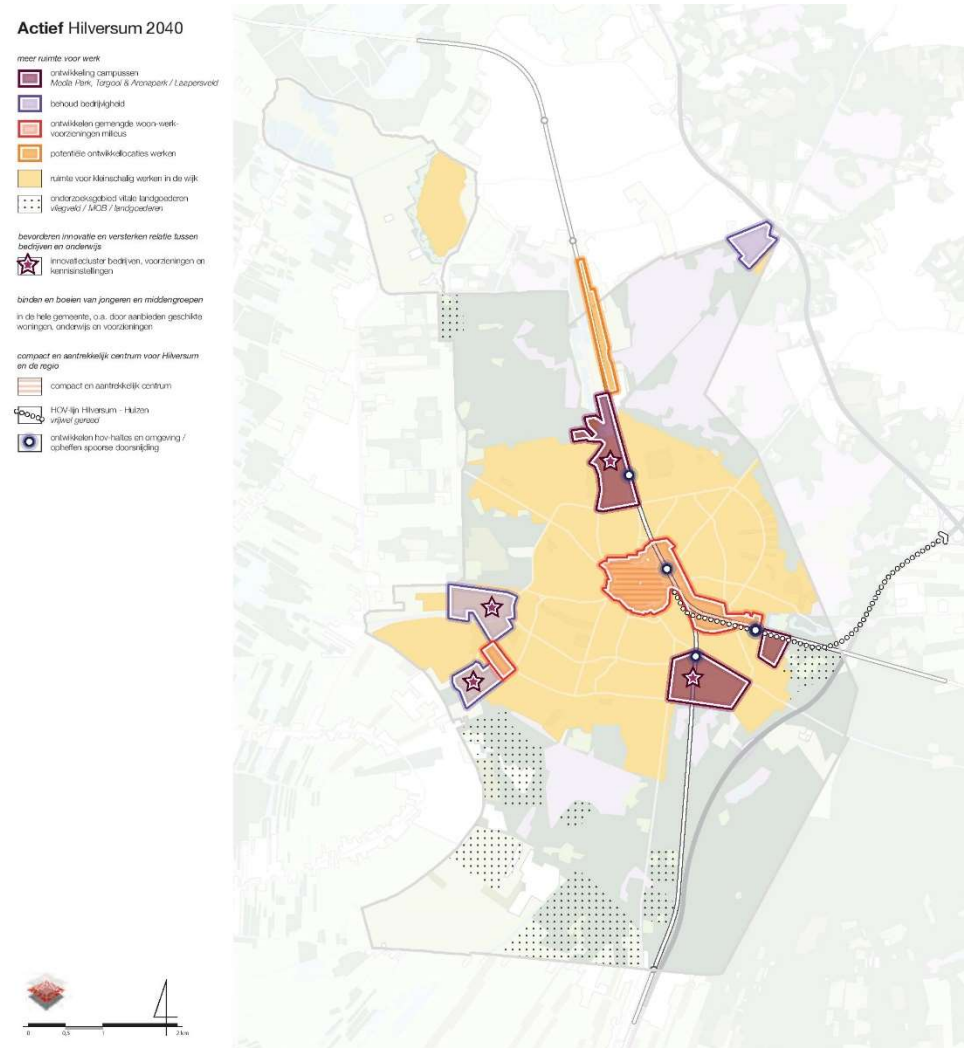 Actief Hilversum 2040
meer ruimte voor werk
ontwikkeling campussen
Media Park, Tergooi & Arenapark / Laapersveld
behoud bedrijvigheid
ontwikkelen gemengde woon-werk-
voorzieningen milieus
potentiële ontwikkellocaties werken
ruimte voor kleinschalig werken in de wijk
onderzoeksgebied vitale landgoederen
vliegveld / MOB / landgoederen
bevorderen innovatie en versterken relatie tussen
bedrijven en onderwijs
innovatiecluster bedrijven, voorzieningen en
kennisinstellingen
binden en boeien van jongeren en middengroepen
in de hele gemeente, o.a. door aanbieden geschikte
woningen, onderwijs en voorzieningen
compact en aantrekkelijk centrum voor Hilversum
en de regio
compact en aantrekkelijk centrum
HOV-lijn Hilversum - Huizen
vrijwel gereed
ontwikkelen hov-haltes en omgeving /
opheffen spoorse doorsnijding
0 0,5 1 2 km